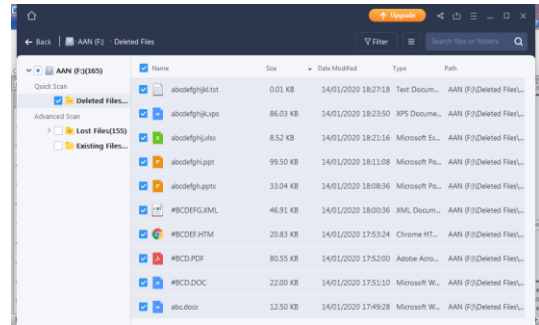 Upgrade
Back AAN (F:) Deleted Files
Filter Search files or folders
AAN (F:)(165)
Quick Scan
Deleted Files...
Advanced Scan
Lost Files(155)
Existing Files...
Name Size Date Modified Type Path
abcdefghijkl.txt 0.01 KB 14/01/2020 18:27:18 Text Docum... AAN (F:)\Deleted Files\...
abcdefghijk.xps 86.03 KB 14/01/2020 18:23:50 XPS Docume... AAN (F:)\Deleted Files\...
abcdefghij.xlsx 8.52 KB 14/01/2020 18:21:16 Microsoft Ex... AAN (F:)\Deleted Files\...
abcdefghi.ppt 99.50 KB 14/01/2020 18:11:08 Microsoft Po... AAN (F:)\Deleted Files\...
abcdefgh.pptx 33.04 KB 14/01/2020 18:08:36 Microsoft Po... AAN (F:)\Deleted Files\...
#BCDEFG.XML 46.91 KB 14/01/2020 18:00:36 XML Docum... AAN (F:)\Deleted Files\...
#BCDEF.HTM 20.83 KB 14/01/2020 17:53:24 Chrome HT... AAN (F:)\Deleted Files\...
#BCD.PDF 80.55 KB 14/01/2020 17:52:00 Adobe Acro... AAN (F:)\Deleted Files\...
#BCD.DOC 22.00 KB 14/01/2020 17:51:10 Microsoft W... AAN (F:)\Deleted Files\...
abc.docx 12.50 KB 14/01/2020 17:49:28 Microsoft W... AAN (F:)\Deleted Files\...